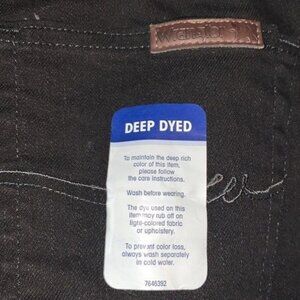 Wrangler
DEEP DYED
To maintain the deep rich
color of this item,
please follow
the care instructions.
Wash before wearing.
The dye used on this
item may rub off on
light-colored fabric
or upholstery.
To prevent color loss,
always wash separately
in cold water.
7646392